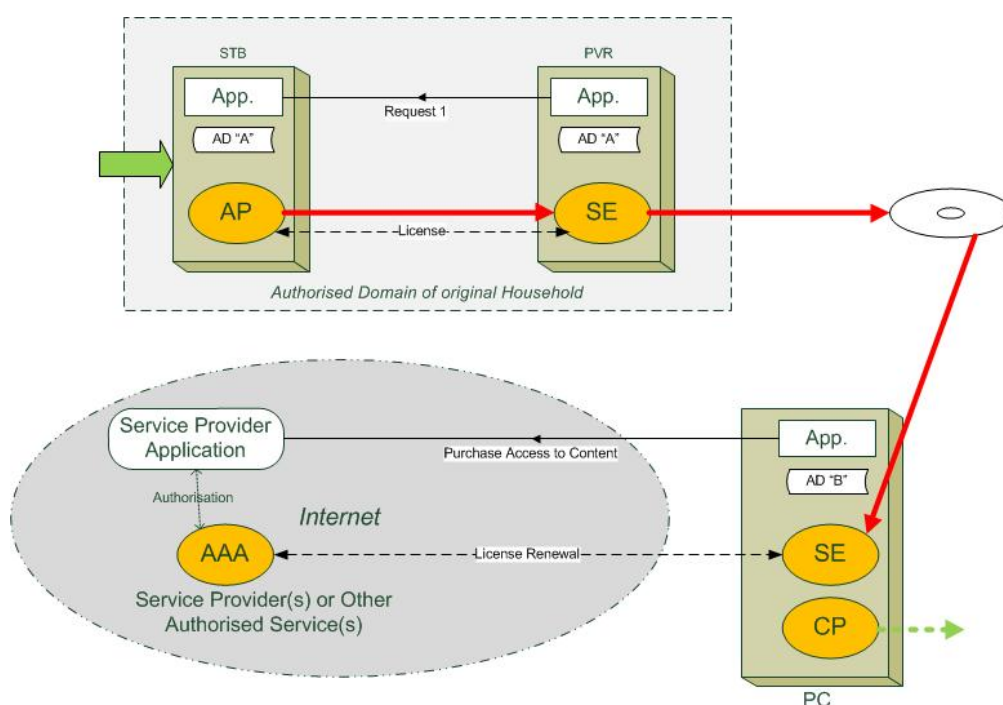 STB
PVR
App.
App.
Request 1
AD "A"
AD "A"
AP
SE
License
Authorised Domain of original Household
Service Provider
Application
App.
Purchase Access to Content
AD "B"
Authorisation
Internet
AAA
License Renewal
SE
Service Provider(s) or Other
Authorised Service(s)
CP
PC